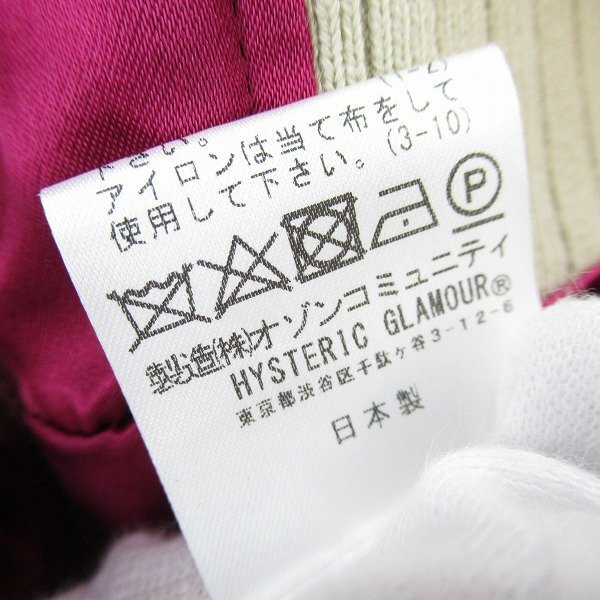 (1-2)
下さい。
アイロンは当て布をして
使用して下さい。(3-10)
P
製造(株)オゾンコミュニティ
HYSTERIC GLAMOUR®
東京都渋谷区千駄ヶ谷3-12-6
日本製